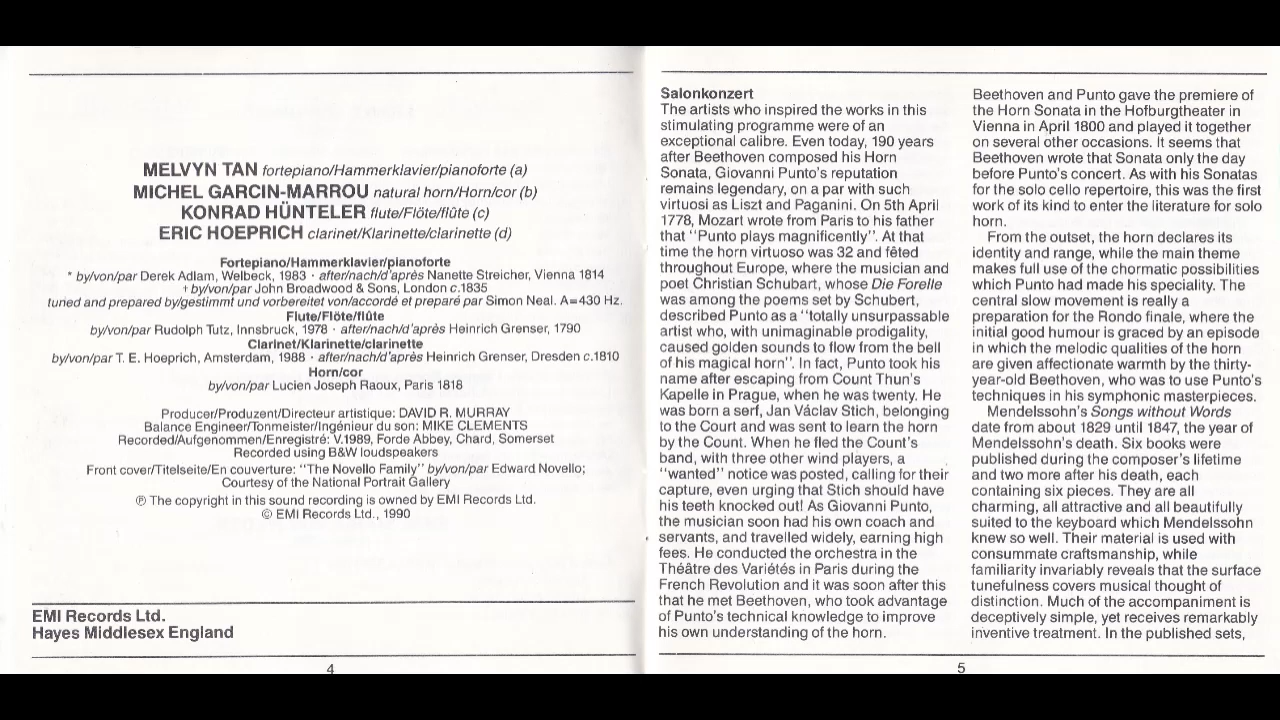 MELVYN TAN fortepiano/Hammerklavier/pianoforte (a)
MICHEL GARCIN-MARROU natural horn/Horn/cor (b)
KONRAD HÜNTELER flute/Flöte/flûte (c)
ERIC HOEPRICH clarinet/Klarinette/clarinette (d)
Fortepiano/Hammerklavier/pianoforte
* by/von/par Derek Adlam, Welbeck, 1983 · after/nach/d'après Nanette Streicher, Vienna 1814
† by/von/par John Broadwood & Sons, London c.1835
tuned and prepared by/gestimmt und vorbereitet von/accordé et preparé par Simon Neal. A=430 Hz.
Flute/Flöte/flûte
by/von/par Rudolph Tutz, Innsbruck, 1978 · after/nach/d'après Heinrich Grenser, 1790
Clarinet/Klarinette/clarinette
by/von/par T. E. Hoeprich, Amsterdam, 1988 · after/nach/d'après Heinrich Grenser, Dresden c.1810
Horn/cor
by/von/par Lucien Joseph Raoux, Paris 1818
Producer/Produzent/Directeur artistique: DAVID R. MURRAY
Balance Engineer/Tonmeister/Ingénieur du son: MIKE CLEMENTS
Recorded/Aufgenommen/Enregistré: V.1989, Forde Abbey, Chard, Somerset
Recorded using B&W loudspeakers
Front cover/Titelseite/En couverture: "The Novello Family" by/von/par Edward Novello;
Courtesy of the National Portrait Gallery
℗ The copyright in this sound recording is owned by EMI Records Ltd.
© EMI Records Ltd., 1990
EMI Records Ltd.
Hayes Middlesex England
4
Salonkonzert
The artists who inspired the works in this
stimulating programme were of an
exceptional calibre. Even today, 190 years
after Beethoven composed his Horn
Sonata, Giovanni Punto's reputation
remains legendary, on a par with such
virtuosi as Liszt and Paganini. On 5th April
1778, Mozart wrote from Paris to his father
that "Punto plays magnificently". At that
time the horn virtuoso was 32 and fêted
throughout Europe, where the musician and
poet Christian Schubart, whose Die Forelle
was among the poems set by Schubert,
described Punto as a "totally unsurpassable
artist who, with unimaginable prodigality,
caused golden sounds to flow from the bell
of his magical horn". In fact, Punto took his
name after escaping from Count Thun's
Kapelle in Prague, when he was twenty. He
was born a serf, Jan Václav Stich, belonging
to the Court and was sent to learn the horn
by the Count. When he fled the Count's
band, with three other wind players, a
"wanted" notice was posted, calling for their
capture, even urging that Stich should have
his teeth knocked out! As Giovanni Punto,
the musician soon had his own coach and
servants, and travelled widely, earning high
fees. He conducted the orchestra in the
Théâtre des Variétés in Paris during the
French Revolution and it was soon after this
that he met Beethoven, who took advantage
of Punto's technical knowledge to improve
his own understanding of the horn.
Beethoven and Punto gave the premiere of
the Horn Sonata in the Hofburgtheater in
Vienna in April 1800 and played it together
on several other occasions. It seems that
Beethoven wrote that Sonata only the day
before Punto's concert. As with his Sonatas
for the solo cello repertoire, this was the first
work of its kind to enter the literature for solo
horn.
From the outset, the horn declares its
identity and range, while the main theme
makes full use of the chormatic possibilities
which Punto had made his speciality. The
central slow movement is really a
preparation for the Rondo finale, where the
initial good humour is graced by an episode
in which the melodic qualities of the horn
are given affectionate warmth by the thirty-
year-old Beethoven, who was to use Punto's
techniques in his symphonic masterpieces.
Mendelssohn's Songs without Words
date from about 1829 until 1847, the year of
Mendelssohn's death. Six books were
published during the composer's lifetime
and two more after his death, each
containing six pieces. They are all
charming, all attractive and all beautifully
suited to the keyboard which Mendelssohn
knew so well. Their material is used with
consummate craftsmanship, while
familiarity invariably reveals that the surface
tunefulness covers musical thought of
distinction. Much of the accompaniment is
deceptively simple, yet receives remarkably
inventive treatment. In the published sets,
5